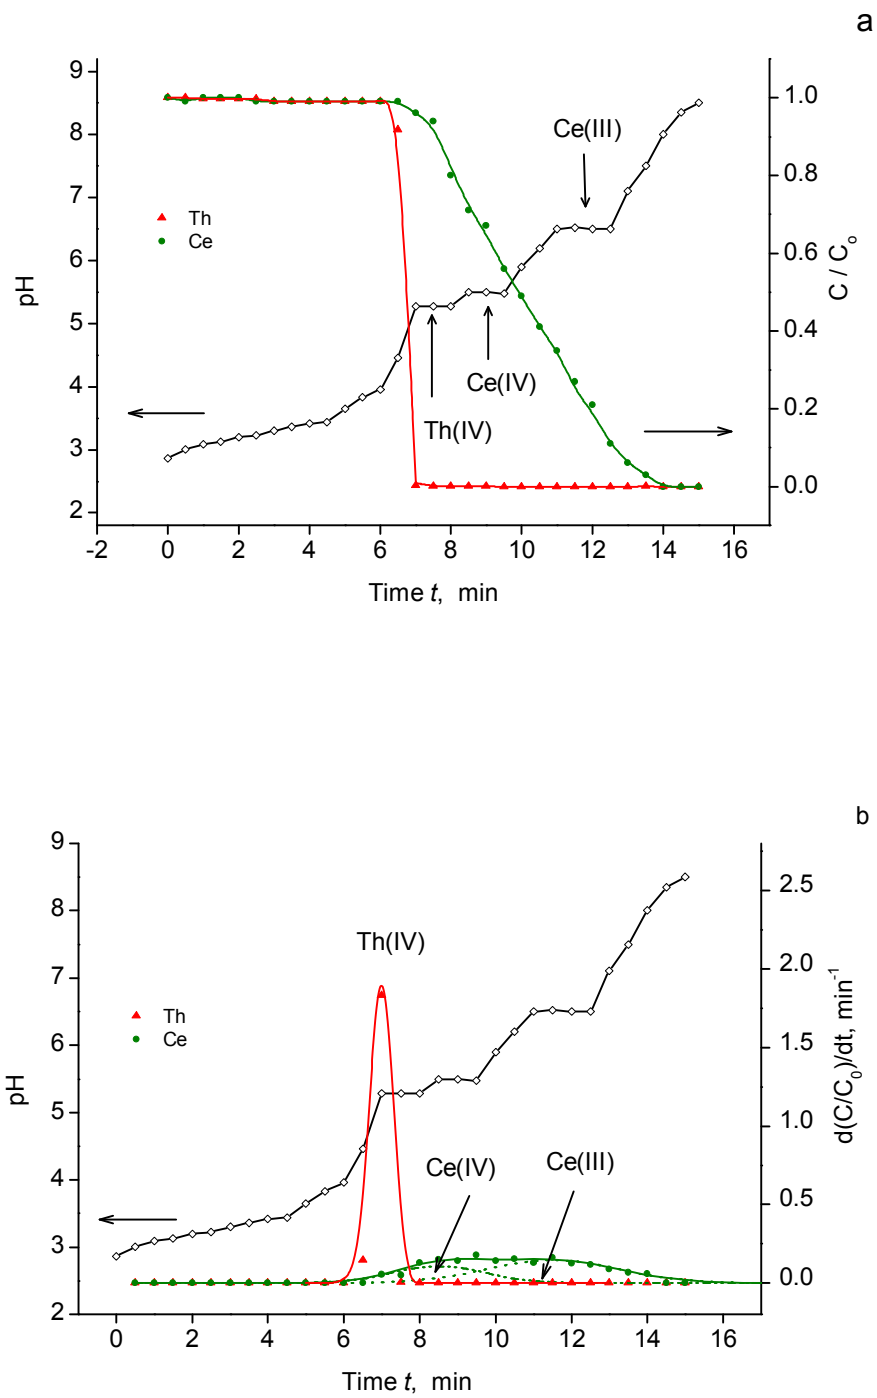 a
9
8
7
6
5
4
3
2
pH
Th
Ce
Ce(III)
Ce(IV)
Th(IV)
1.0
0.8
0.6
0.4
0.2
0.0
C / Co
-2 0 2 4 6 8 10 12 14 16
Time t, min
b
9
8
7
6
5
4
3
2
pH
Th(IV)
Th
Ce
Ce(IV)
Ce(III)
2.5
2.0
1.5
1.0
0.5
0.0
d(C/C0)/dt, min-1
0 2 4 6 8 10 12 14 16
Time t, min